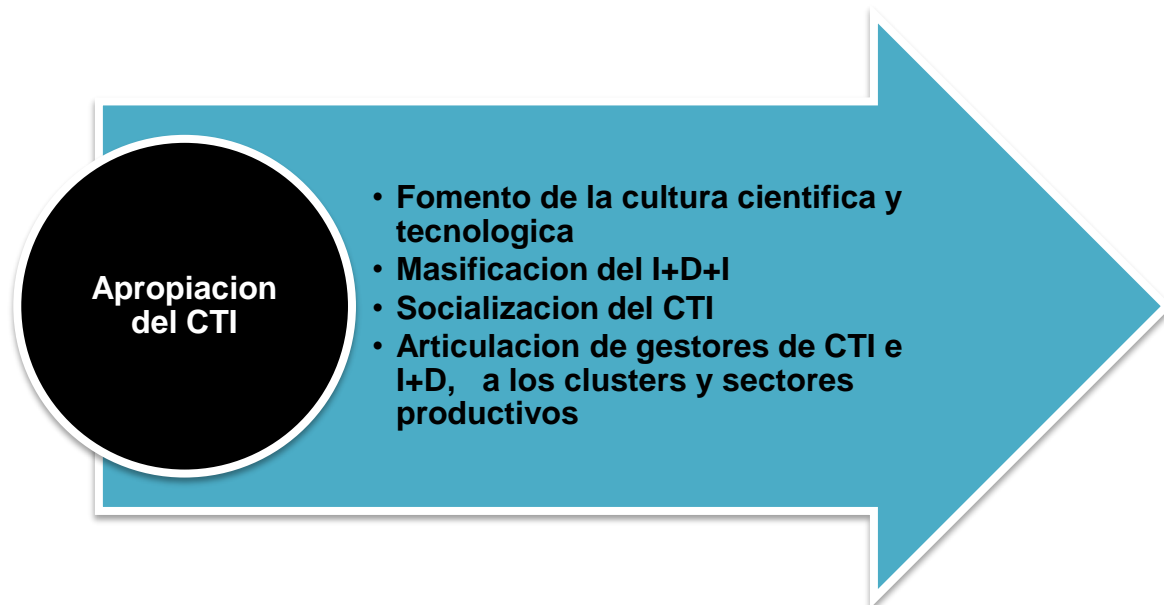 Apropiacion
del CTI
• Fomento de la cultura cientifica y
tecnologica
• Masificacion del I+D+I
• Socializacion del CTI
• Articulacion de gestores de CTI e
I+D,   a los clusters y sectores
productivos